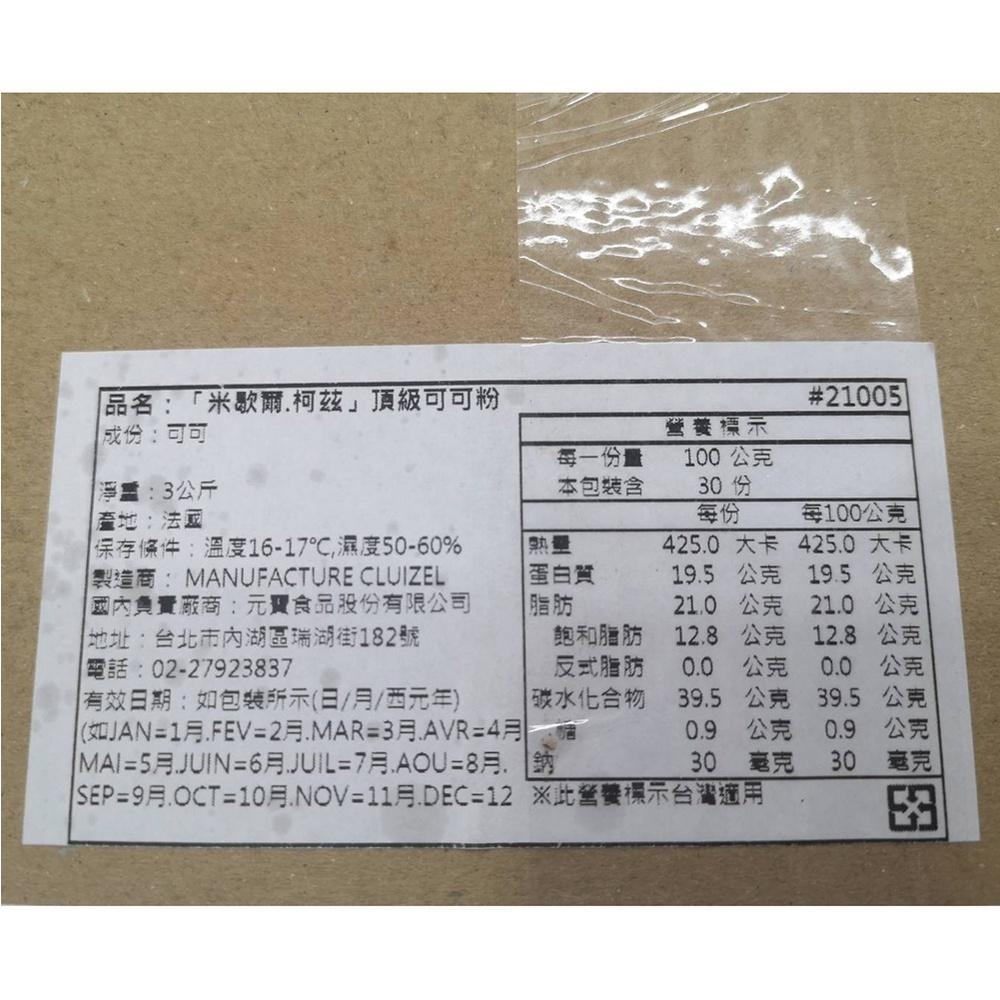 品名：「米歇爾.柯茲」頂級可可粉
#21005
成份：可可
淨重：3公斤
產地：法國
保存條件：溫度16-17℃,濕度50-60%
製造商： MANUFACTURE CLUIZEL
國內負責廠商：元寶食品股份有限公司
地址：台北市內湖區瑞湖街182號
電話：02-27923837
有效日期：如包裝所示(日/月/西元年)
(如JAN=1月.FEV=2月.MAR=3月.AVR=4月
MAI=5月.JUIN=6月.JUIL=7月.AOU=8月.
SEP=9月.OCT=10月.NOV=11月.DEC=12
營養標示
每一份量 100 公克
本包裝含 30 份
每份 每100公克
熱量 425.0 大卡 425.0 大卡
蛋白質 19.5 公克 19.5 公克
脂肪 21.0 公克 21.0 公克
飽和脂肪 12.8 公克 12.8 公克
反式脂肪 0.0 公克 0.0 公克
碳水化合物 39.5 公克 39.5 公克
糖 0.9 公克 0.9 公克
鈉 30 毫克 30 毫克
※此營養標示台灣適用